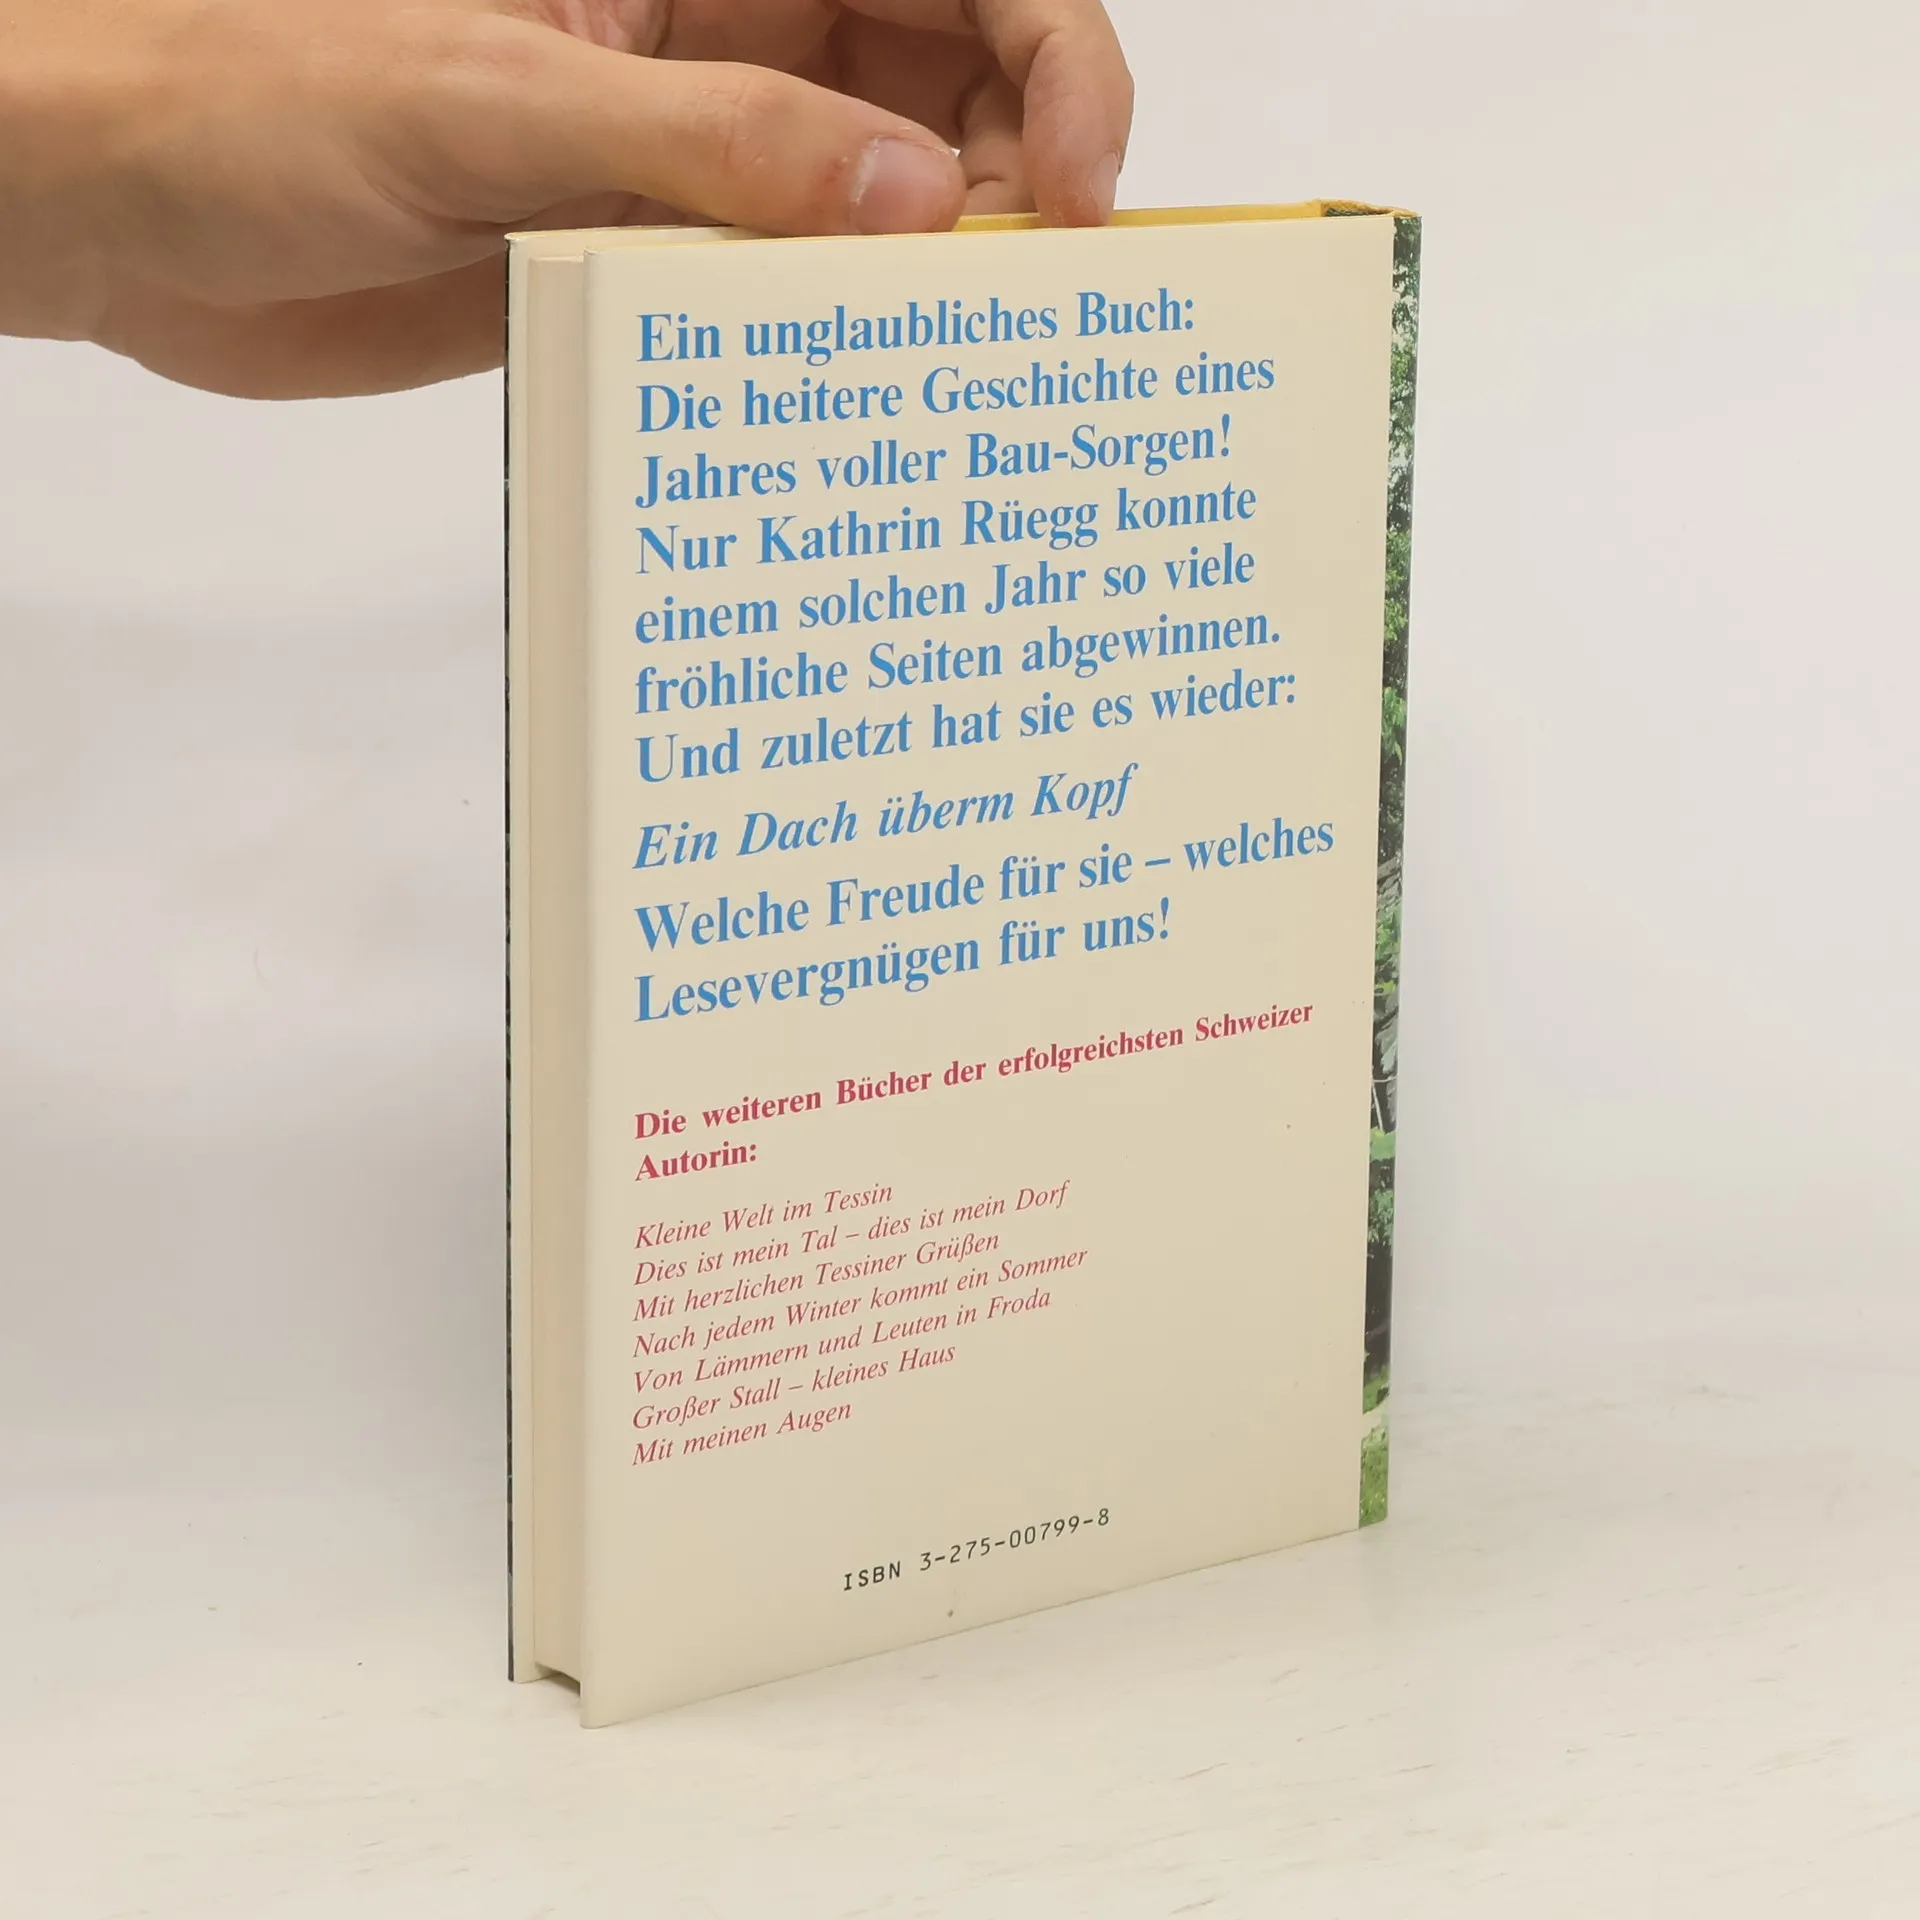 Ein unglaubliches Buch:
Die heitere Geschichte eines
Jahres voller Bau-Sorgen!
Nur Kathrin Rüegg konnte
einem solchen Jahr so viele
fröhliche Seiten abgewinnen.
Und zuletzt hat sie es wieder:
Ein Dach überm Kopf
Welche Freude für sie – welches
Lesevergnügen für uns!
Die weiteren Bücher der erfolgreichsten Schweizer
Autorin:
Kleine Welt im Tessin
Dies ist mein Tal – dies ist mein Dorf
Mit herzlichen Tessiner Grüßen
Nach jedem Winter kommt ein Sommer
Von Lämmern und Leuten in Froda
Großer Stall – kleines Haus
Mit meinen Augen
ISBN 3-275-00799-8